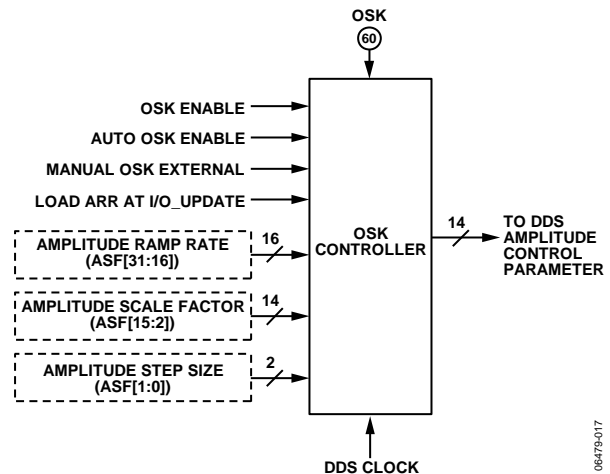 OSK
60
OSK ENABLE
AUTO OSK ENABLE
MANUAL OSK EXTERNAL
LOAD ARR AT I/O_UPDATE
AMPLITUDE RAMP RATE
(ASF[31:16])
16
AMPLITUDE SCALE FACTOR
(ASF[15:2])
14
AMPLITUDE STEP SIZE
(ASF[1:0])
2
OSK
CONTROLLER
14
TO DDS
AMPLITUDE
CONTROL
PARAMETER
DDS CLOCK
06479-017